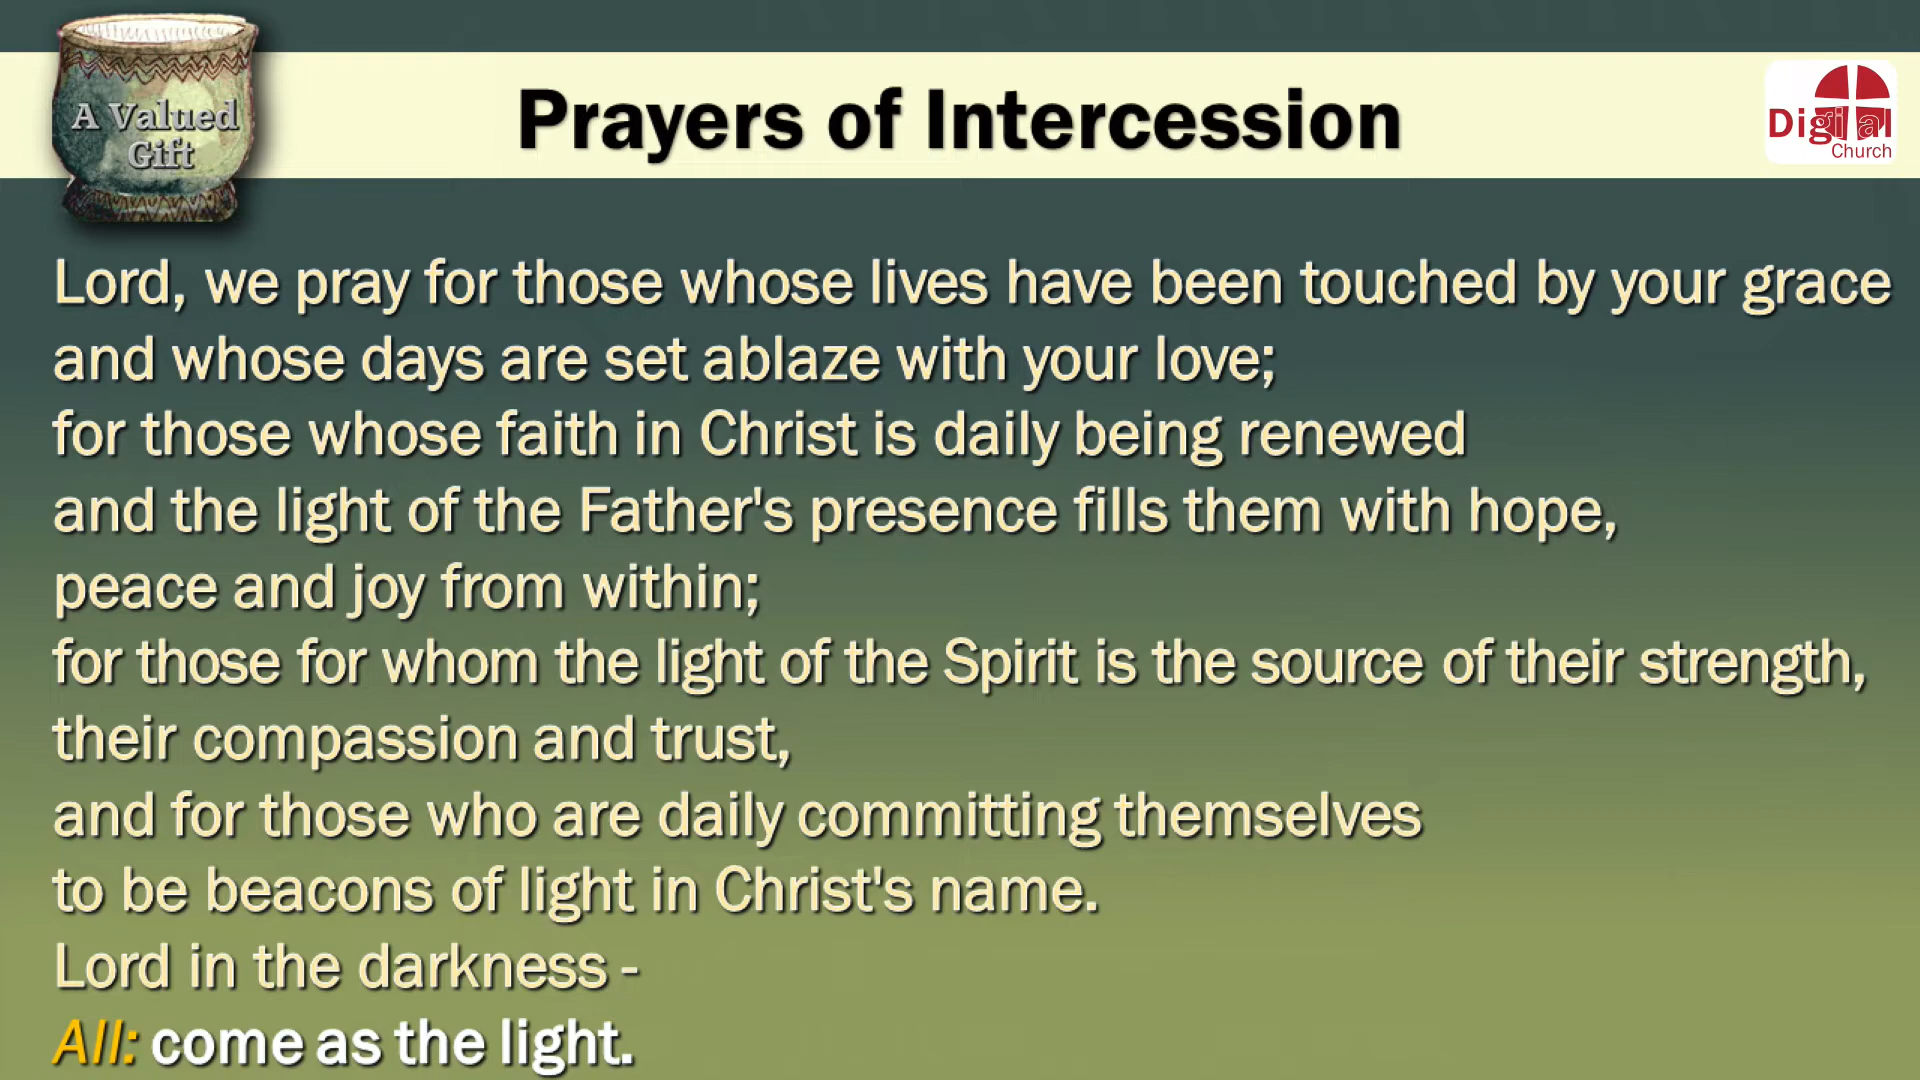 A Valued
Gift
Prayers of Intercession
Digital
Church
Lord, we pray for those whose lives have been touched by your grace
and whose days are set ablaze with your love;
for those whose faith in Christ is daily being renewed
and the light of the Father's presence fills them with hope,
peace and joy from within;
for those for whom the light of the Spirit is the source of their strength,
their compassion and trust,
and for those who are daily committing themselves
to be beacons of light in Christ's name.
Lord in the darkness -
All: come as the light.